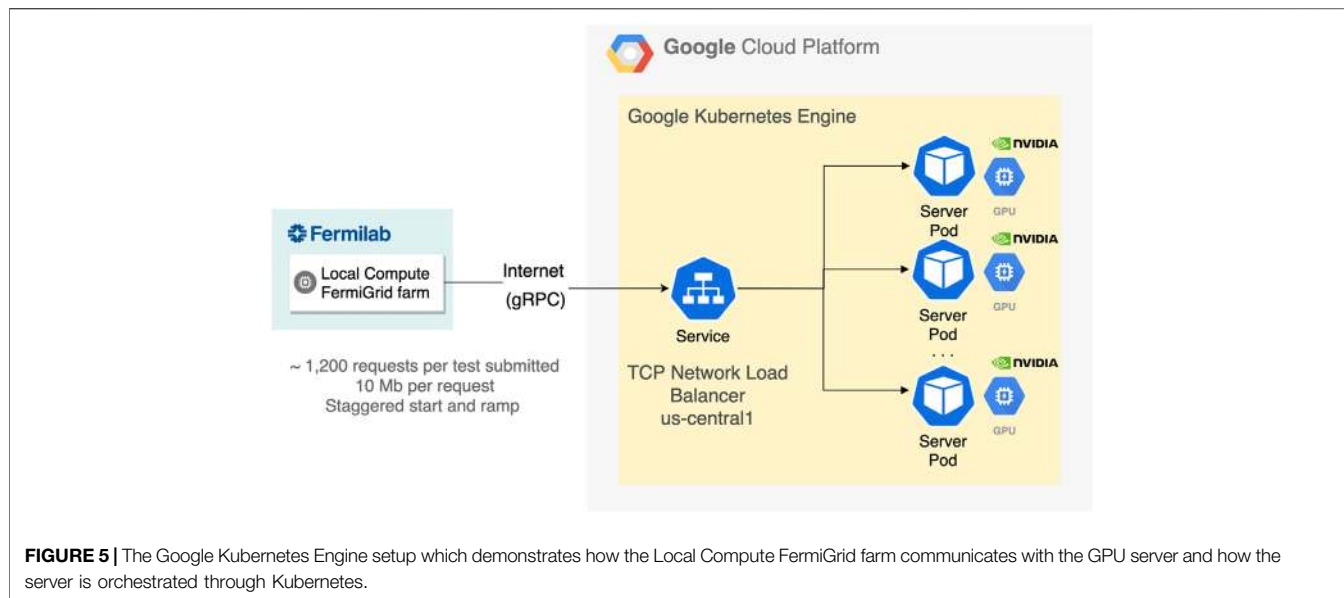 Google Cloud Platform
Google Kubernetes Engine
NVIDIA
GPU
Server
Pod
Fermilab
Local Compute
FermiGrid farm
Internet
(gRPC)
Service
NVIDIA
GPU
Server
Pod
...
~ 1,200 requests per test submitted
10 Mb per request
Staggered start and ramp
TCP Network Load
Balancer
us-central1
NVIDIA
GPU
Server
Pod
FIGURE 5 | The Google Kubernetes Engine setup which demonstrates how the Local Compute FermiGrid farm communicates with the GPU server and how the
server is orchestrated through Kubernetes.